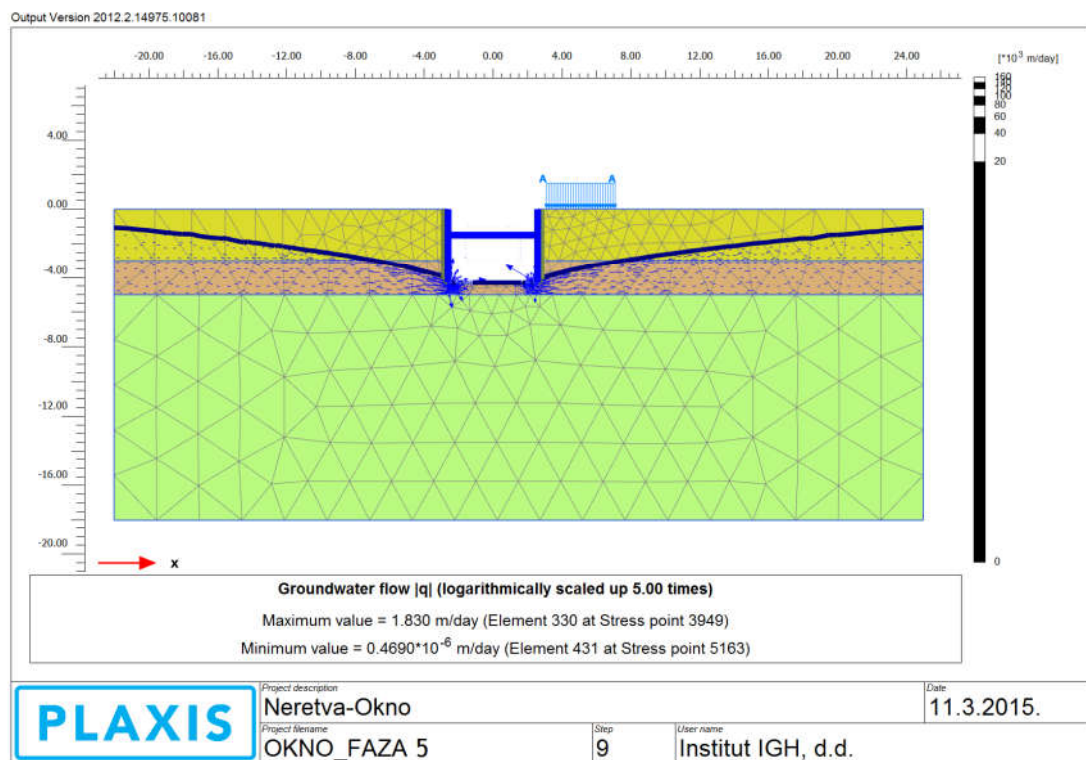 Output Version 2012.2.14975.10081
-20.00 -16.00 -12.00 -8.00 -4.00 0.00 4.00 8.00 12.00 16.00 20.00 24.00
[*10³ m/day]
160
140
120
100
80
60
40
20
0
4.00
0.00
-4.00
-8.00
-12.00
-16.00
-20.00
A A
x
Groundwater flow |q| (logarithmically scaled up 5.00 times)
Maximum value = 1.830 m/day (Element 330 at Stress point 3949)
Minimum value = 0.4690*10⁻⁶ m/day (Element 431 at Stress point 5163)
PLAXIS
Project description
Neretva-Okno
Date
11.3.2015.
Project filename
OKNO_FAZA 5
Step
9
User name
Institut IGH, d.d.